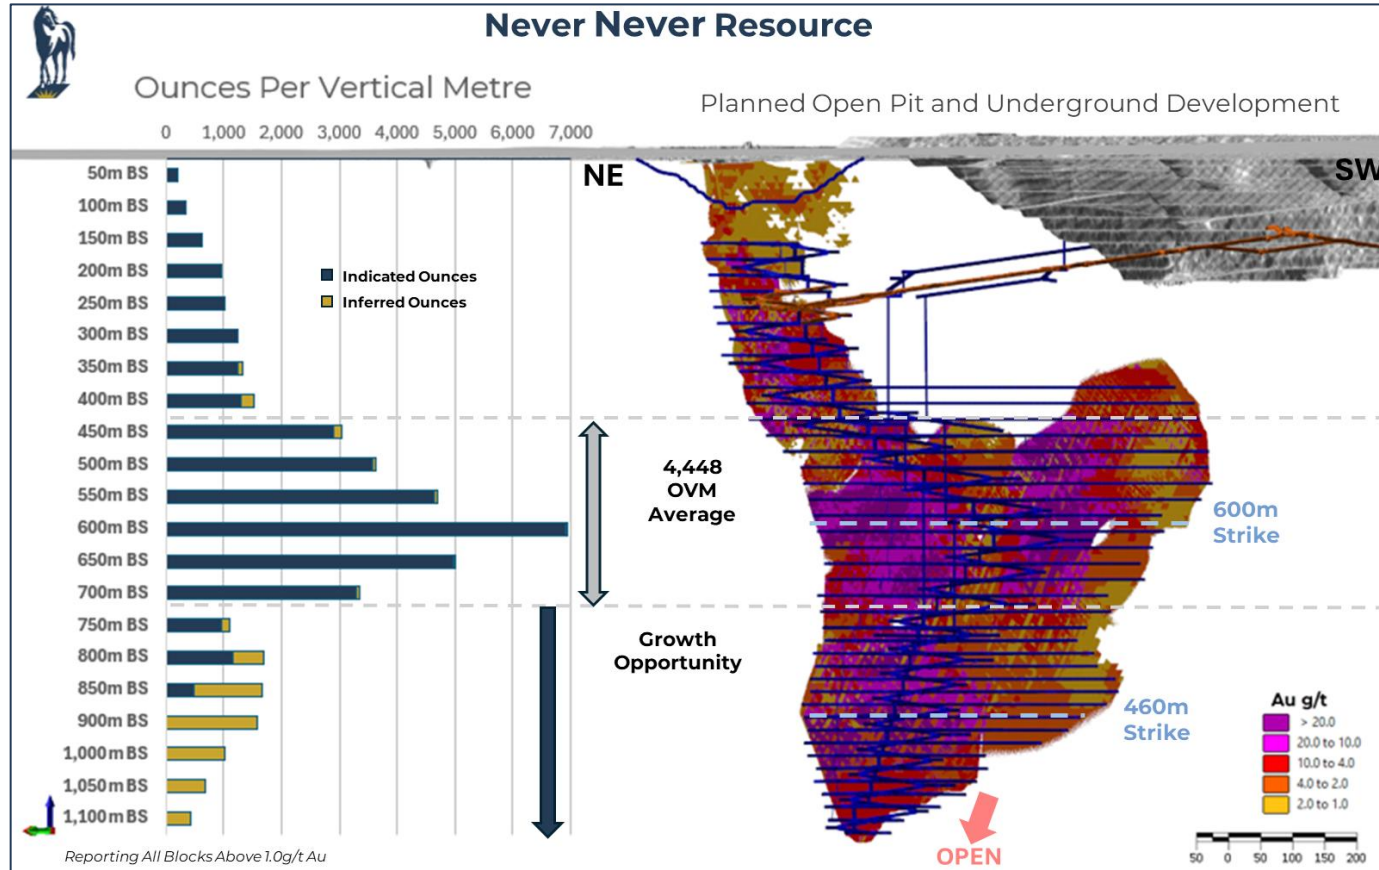 Never Never Resource
Ounces Per Vertical Metre
Planned Open Pit and Underground Development
0 1,000 2,000 3,000 4,000 5,000 6,000 7,000
NE
SW
50m BS
100m BS
150m BS
200m BS
250m BS
300m BS
350m BS
400m BS
450m BS
500m BS
550m BS
600m BS
650m BS
700m BS
750m BS
800m BS
850m BS
900m BS
1,000m BS
1,050m BS
1,100m BS
Indicated Ounces
Inferred Ounces
4,448
OVM
Average
Growth
Opportunity
600m
Strike
460m
Strike
OPEN
Au g/t
> 20.0
20.0 to 10.0
10.0 to 4.0
4.0 to 2.0
2.0 to 1.0
50 0 50 100 150 200
Reporting All Blocks Above 1.0g/t Au